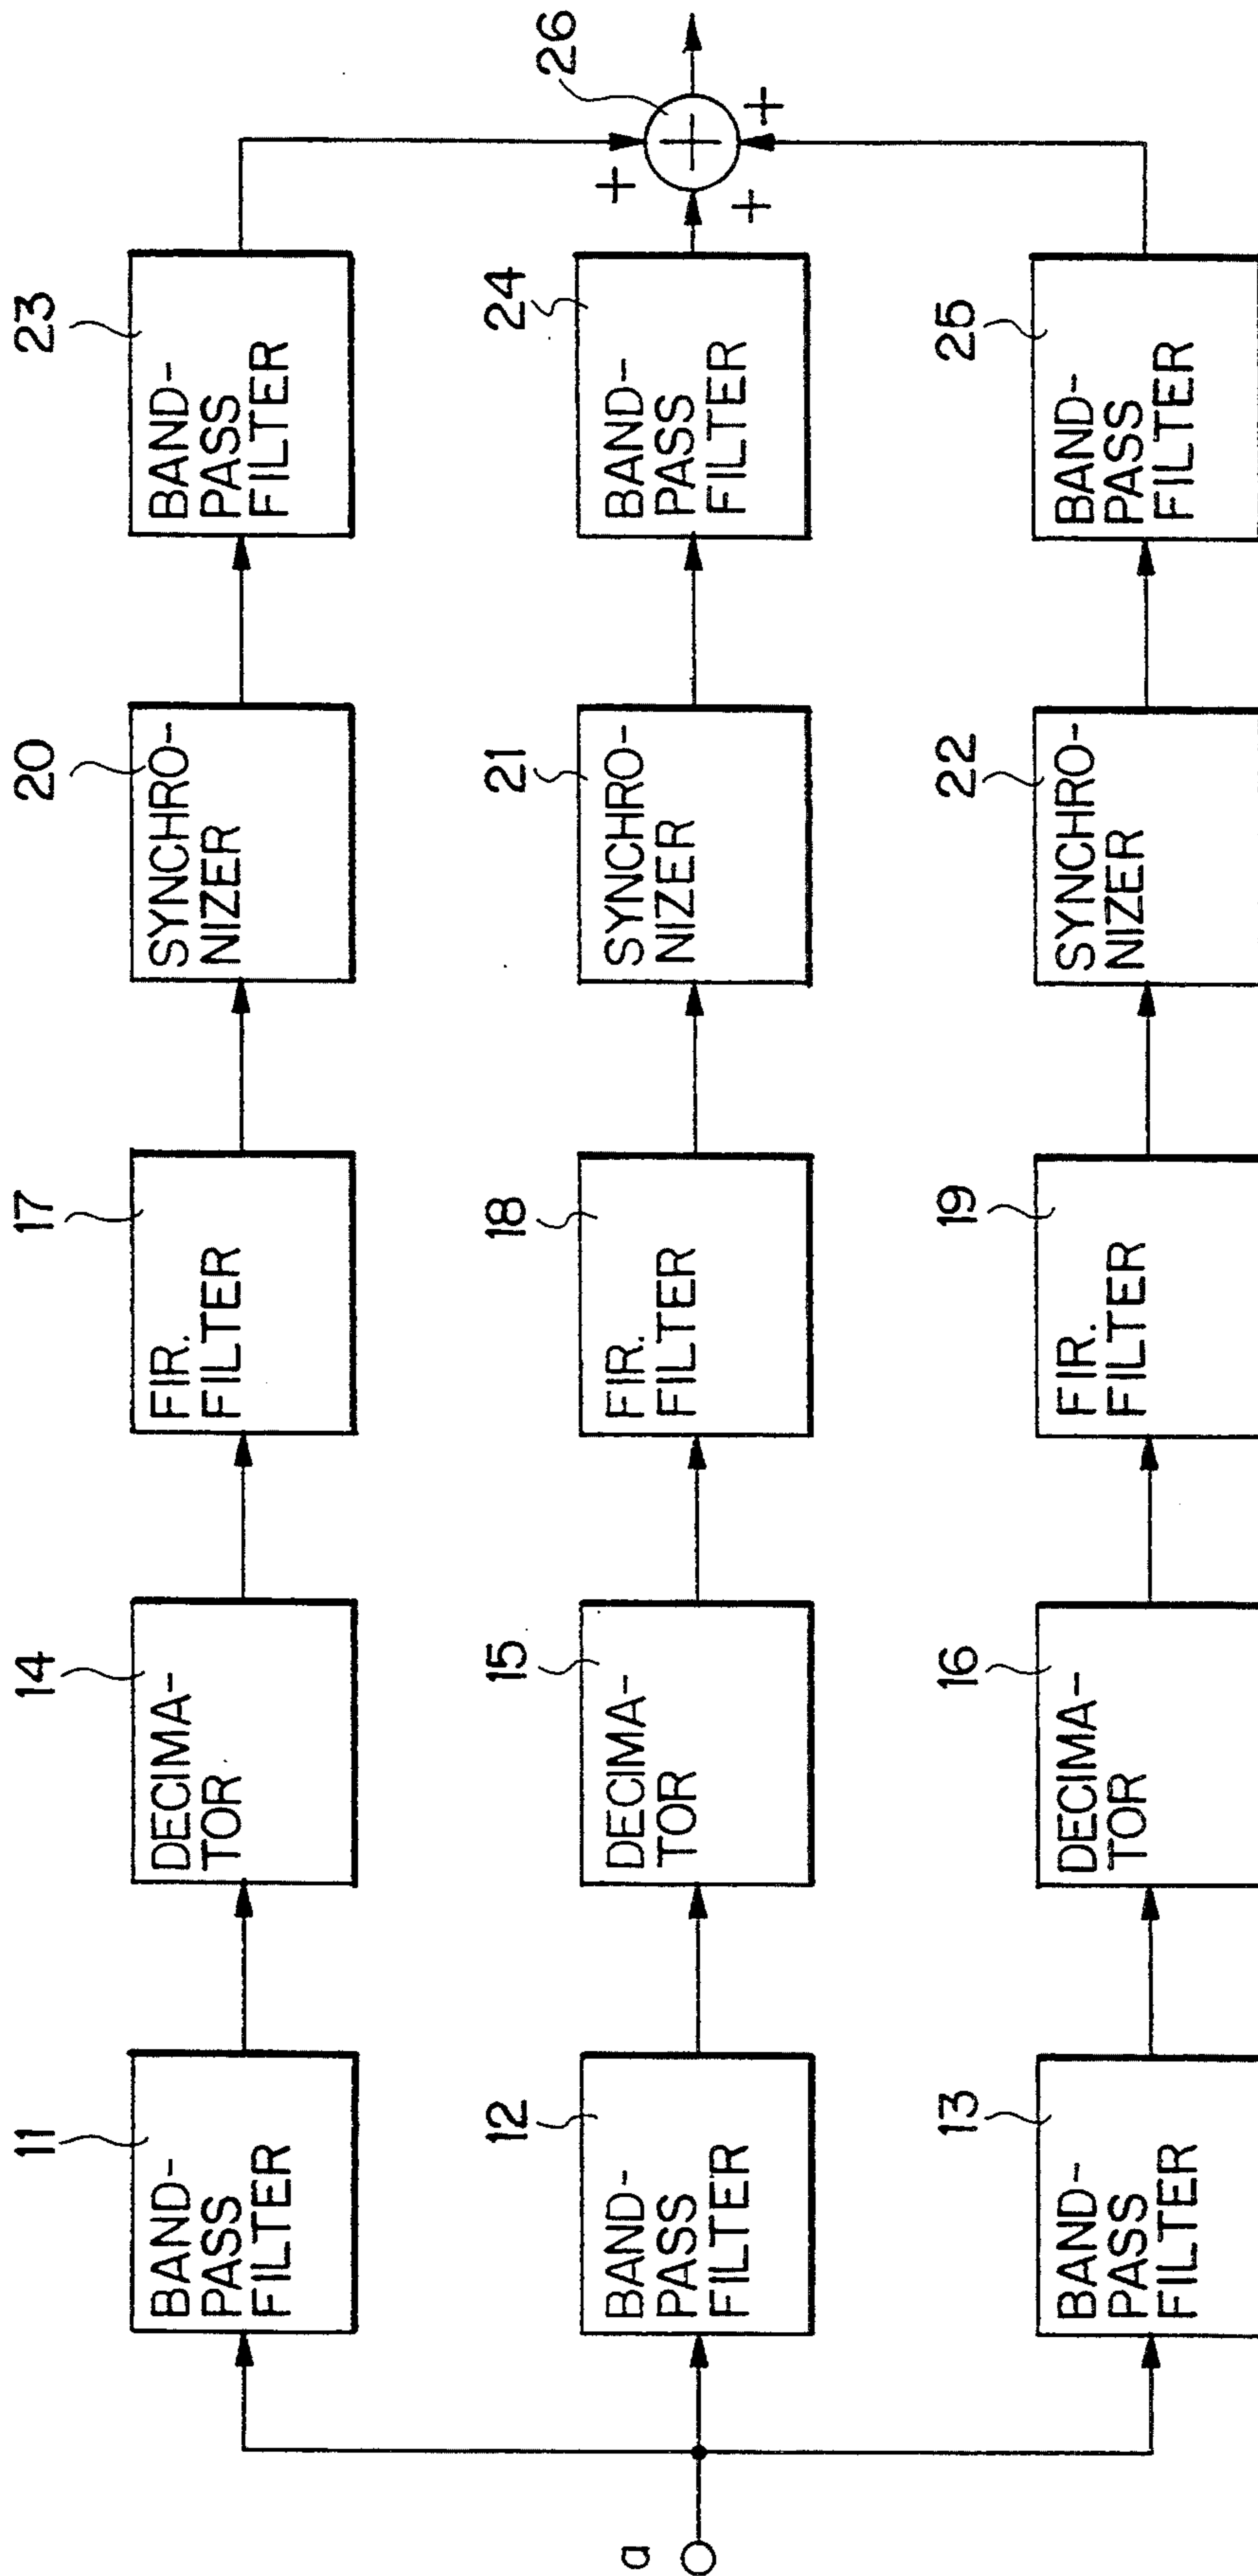 a
11
BAND-
PASS
FILTER
14
DECIMA-
TOR
17
FIR.
FILTER
20
SYNCHRO-
NIZER
23
BAND-
PASS
FILTER
12
BAND-
PASS
FILTER
15
DECIMA-
TOR
18
FIR.
FILTER
21
SYNCHRO-
NIZER
24
BAND-
PASS
FILTER
13
BAND-
PASS
FILTER
16
DECIMA-
TOR
19
FIR.
FILTER
22
SYNCHRO-
NIZER
25
BAND-
PASS
FILTER
26
+
+
+
+